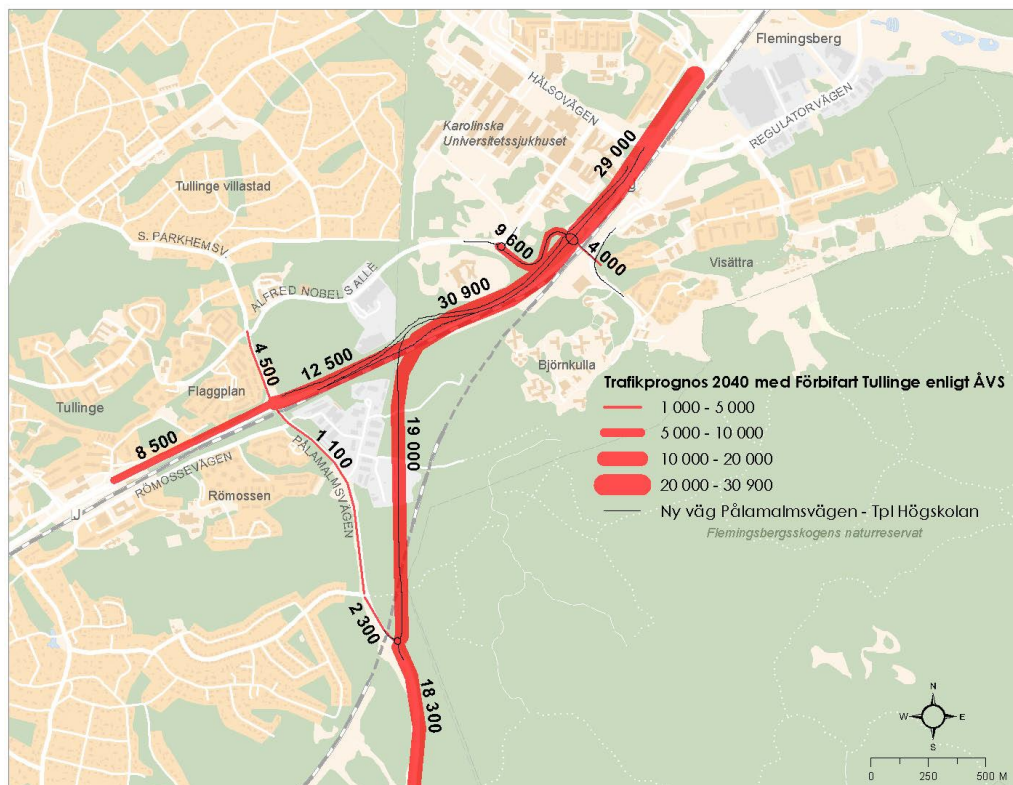 Flemingsberg
HÄLSOVÄGEN
REGULATORVÄGEN
Karolinska
Universitetssjukhuset
29 000
Tullinge villastad
S. PARKHEMSV.
9 600
4 000
Visättra
ALFRED NOBELS ALLÉ
30 900
Björnkulla
4 500
12 500
Flaggplan
Tullinge
8 500
19 000
1 100
RÖMOSSEVÄGEN
PÅLAMALMSVÄGEN
Römossen
J
Trafikprognos 2040 med Förbifart Tullinge enligt ÅVS
1 000 - 5 000
5 000 - 10 000
10 000 - 20 000
20 000 - 30 900
Ny väg Pålamalmsvägen - Tpl Högskolan
Flemingsbergsskogens naturreservat
2 300
18 300
N
W E
S
0 250 500 M